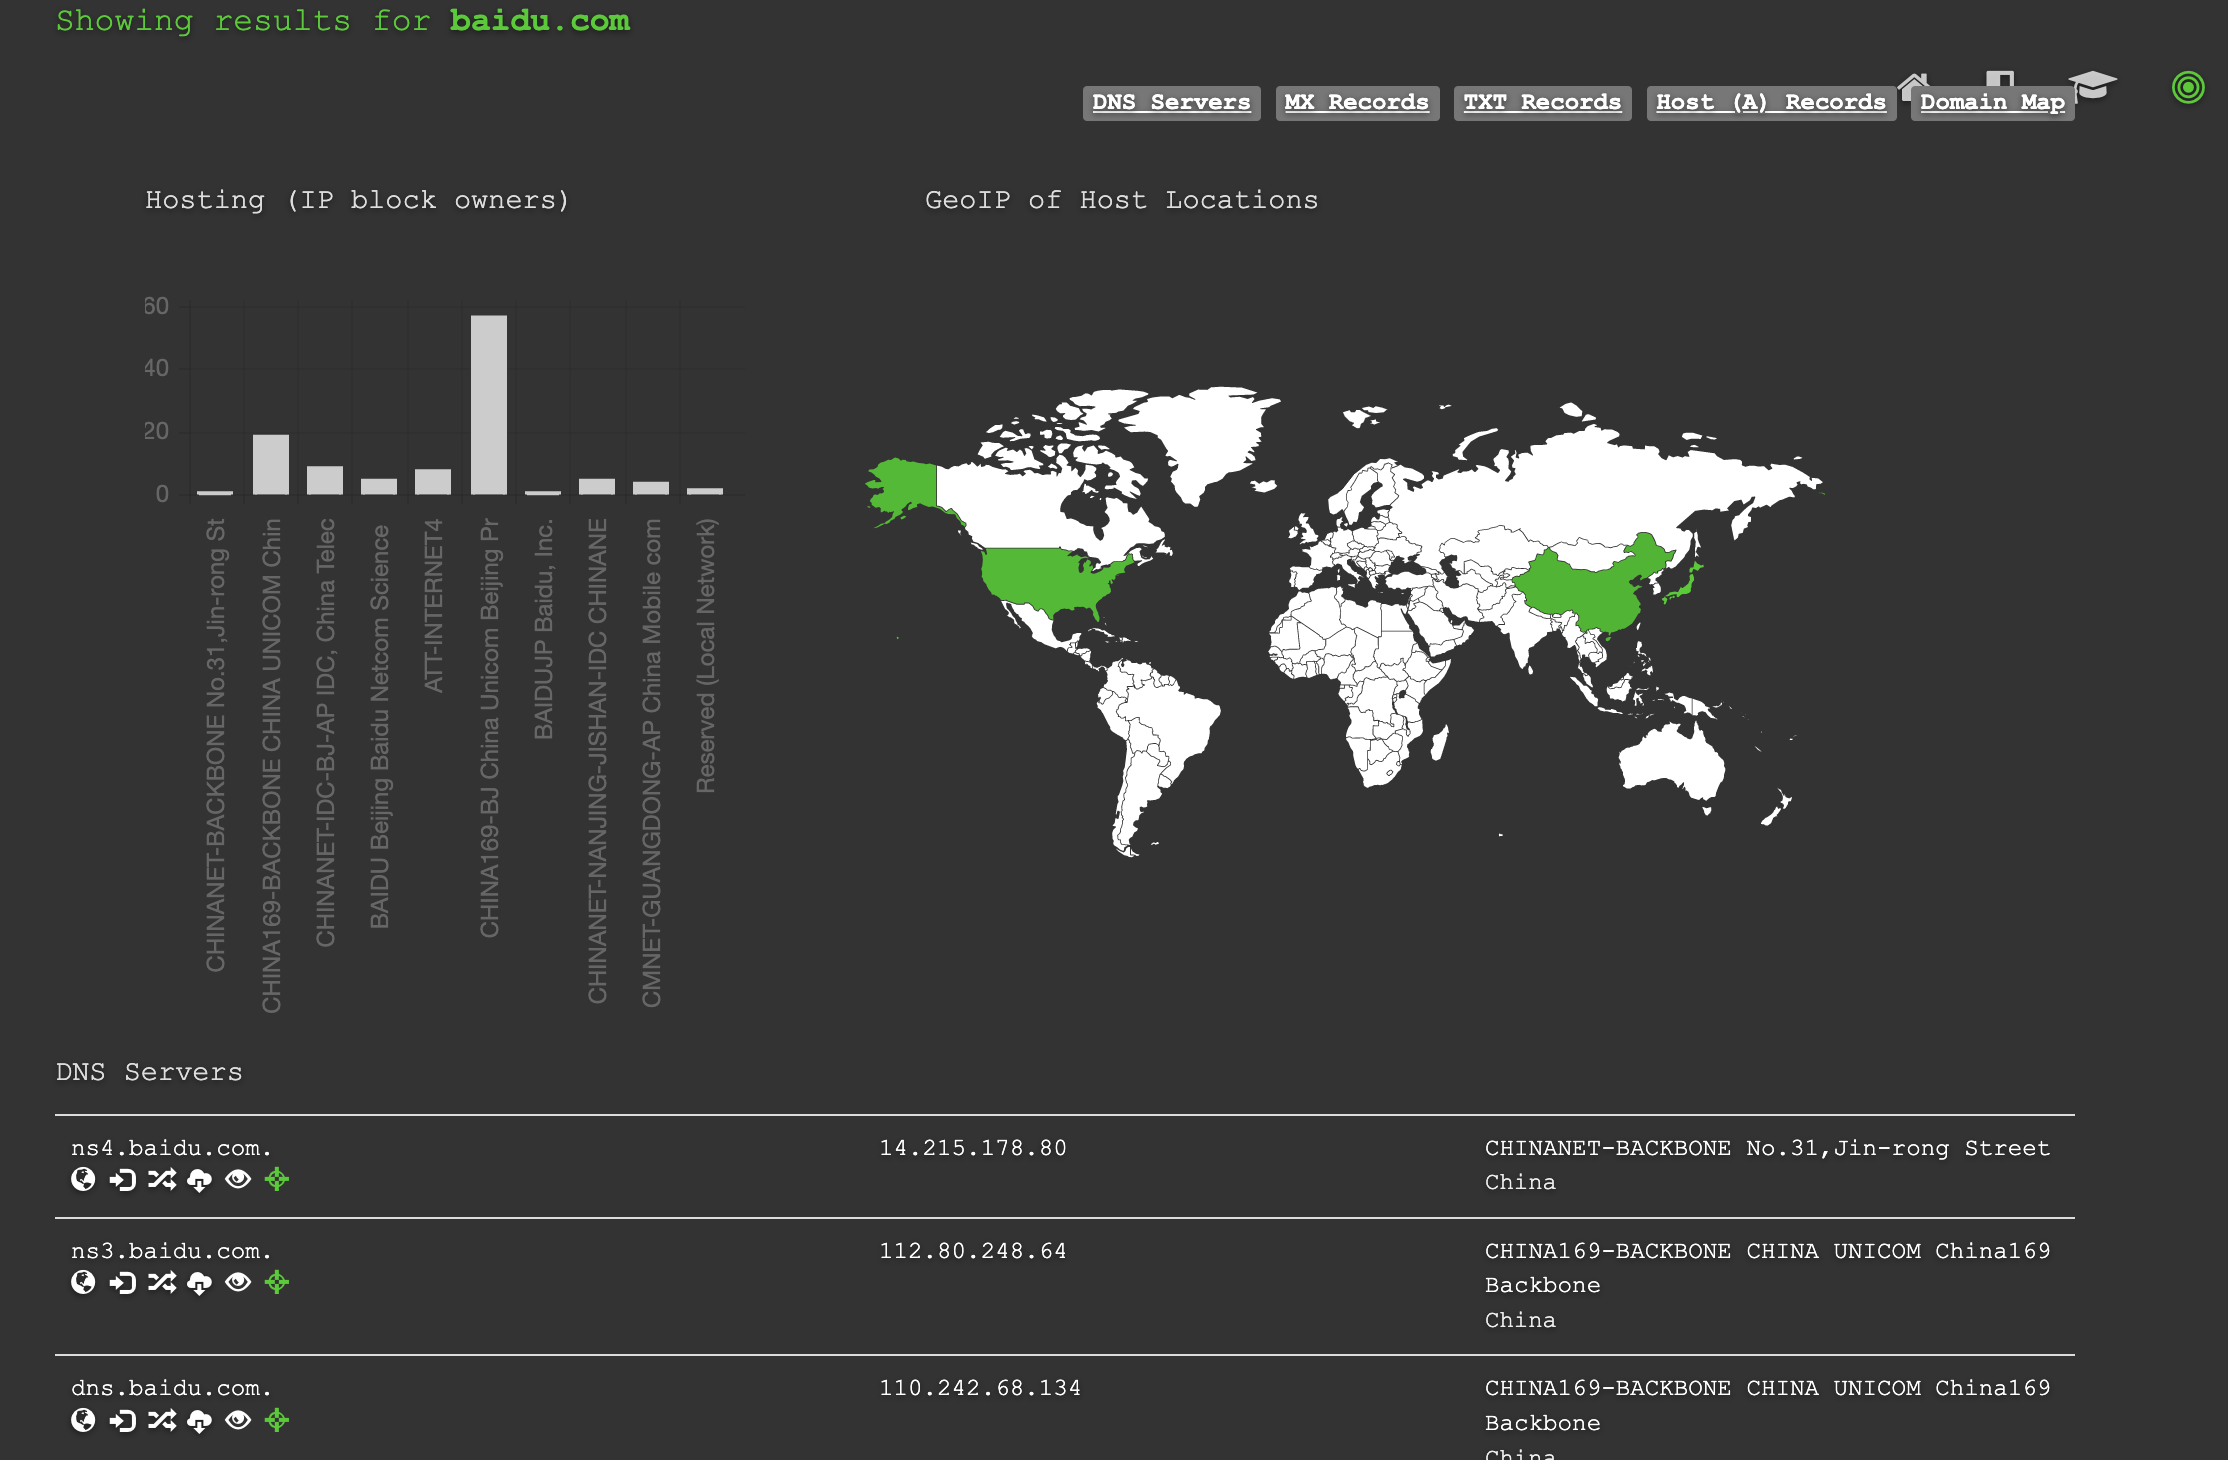 Showing results for baidu.com
DNS Servers
MX Records
TXT Records
Host (A) Records
Domain Map
Hosting (IP block owners)
GeoIP of Host Locations
60
40
20
0
CHINANET-BACKBONE No.31,Jin-rong St
CHINA169-BACKBONE CHINA UNICOM Chin
CHINANET-IDC-BJ-AP IDC, China Telec
BAIDU Beijing Baidu Netcom Science
ATT-INTERNET4
CHINA169-BJ China Unicom Beijing Pr
BAIDUJP Baidu, Inc.
CHINANET-NANJING-JISHAN-IDC CHINANE
CMNET-GUANGDONG-AP China Mobile com
Reserved (Local Network)
DNS Servers
ns4.baidu.com.
14.215.178.80
CHINANET-BACKBONE No.31,Jin-rong Street
China
ns3.baidu.com.
112.80.248.64
CHINA169-BACKBONE CHINA UNICOM China169
Backbone
China
dns.baidu.com.
110.242.68.134
CHINA169-BACKBONE CHINA UNICOM China169
Backbone
China